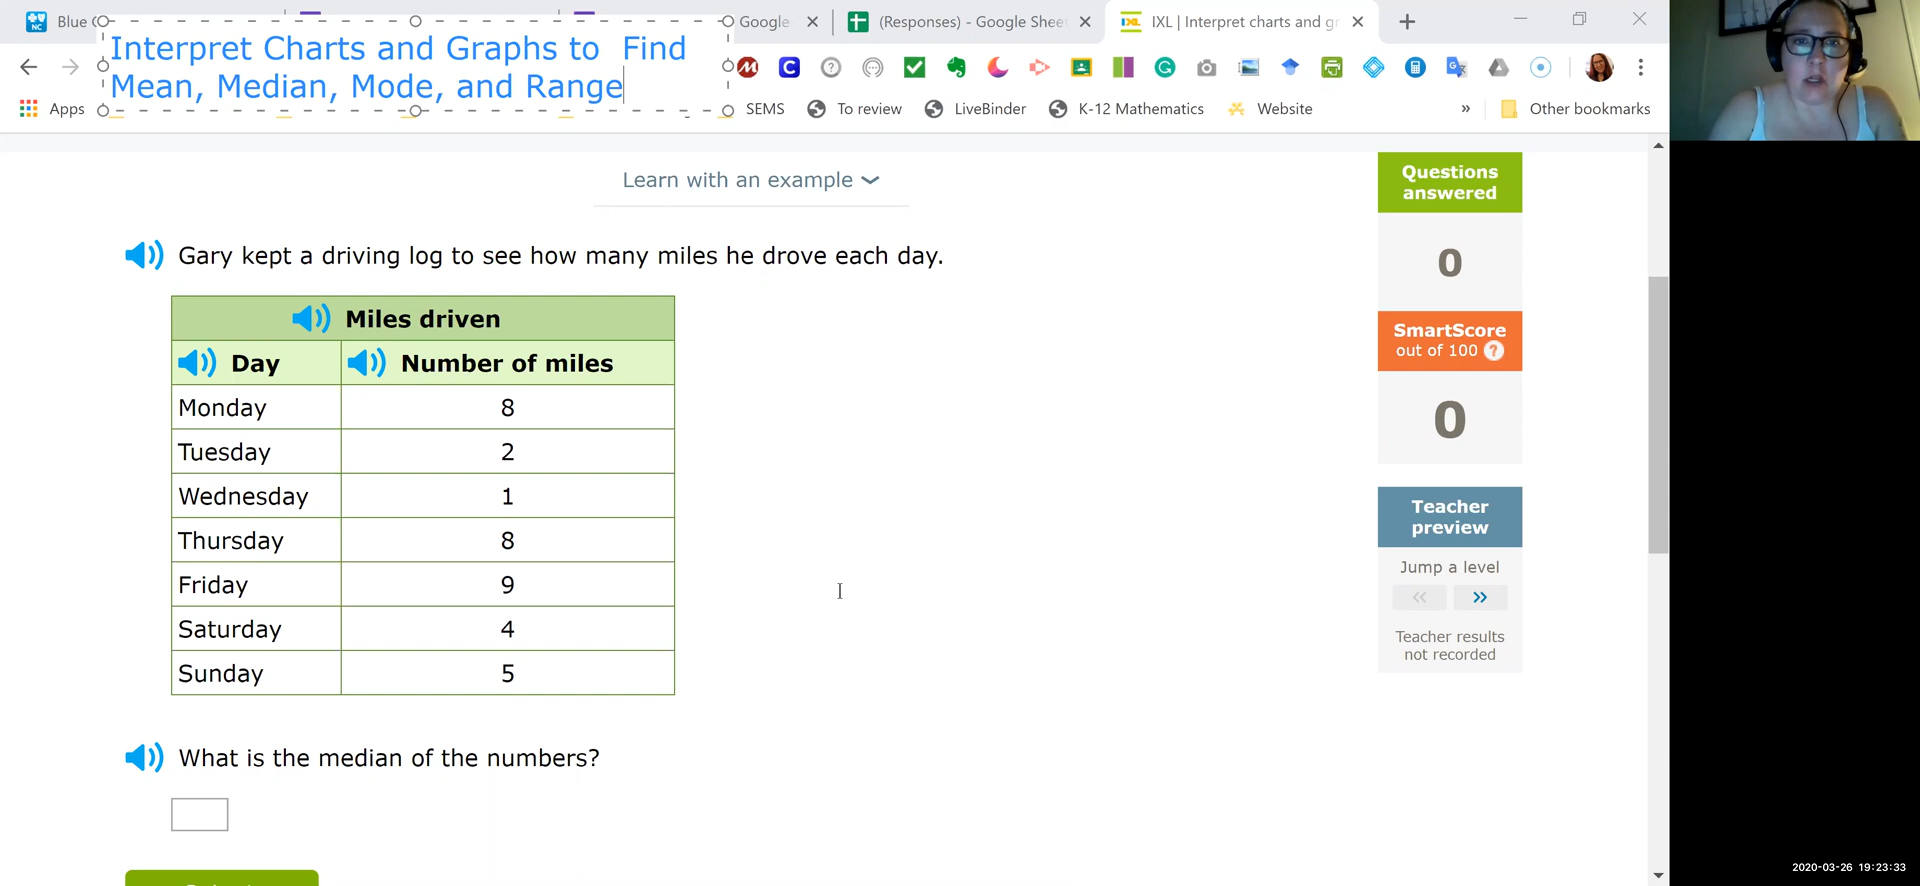 Blue
Google
(Responses) - Google Sheet
IXL | Interpret charts and gr
Interpret Charts and Graphs to Find
Mean, Median, Mode, and Range
Apps
SEMS
To review
LiveBinder
K-12 Mathematics
Website
»
Other bookmarks
Learn with an example
Gary kept a driving log to see how many miles he drove each day.
Miles driven
Day Number of miles
Monday 8
Tuesday 2
Wednesday 1
Thursday 8
Friday 9
Saturday 4
Sunday 5
What is the median of the numbers?
Questions
answered
0
SmartScore
out of 100 ?
0
Teacher
preview
Jump a level
Teacher results
not recorded
2020-03-26 19:23:33